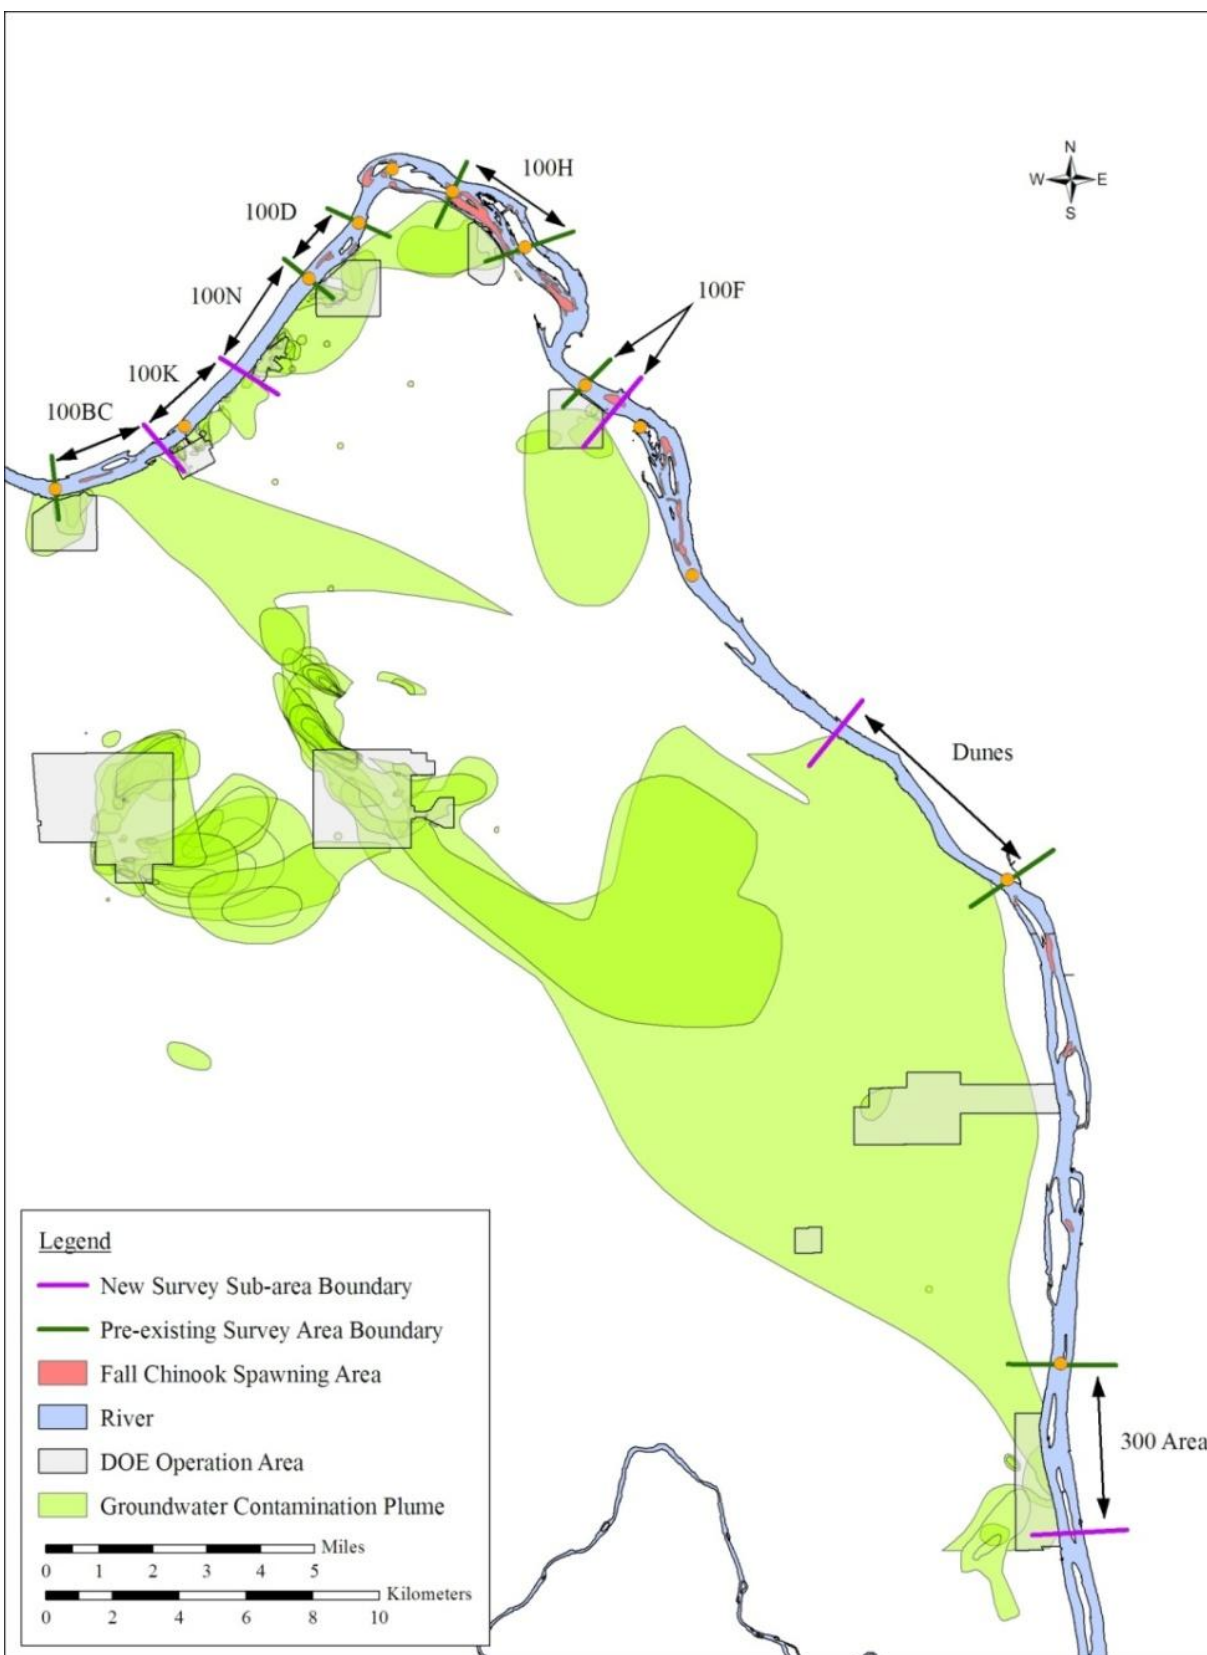 N
W E
S
100H
100D
100N
100F
100K
100BC
Dunes
300 Area
Legend
New Survey Sub-area Boundary
Pre-existing Survey Area Boundary
Fall Chinook Spawning Area
River
DOE Operation Area
Groundwater Contamination Plume
Miles
0 1 2 3 4 5
Kilometers
0 2 4 6 8 10